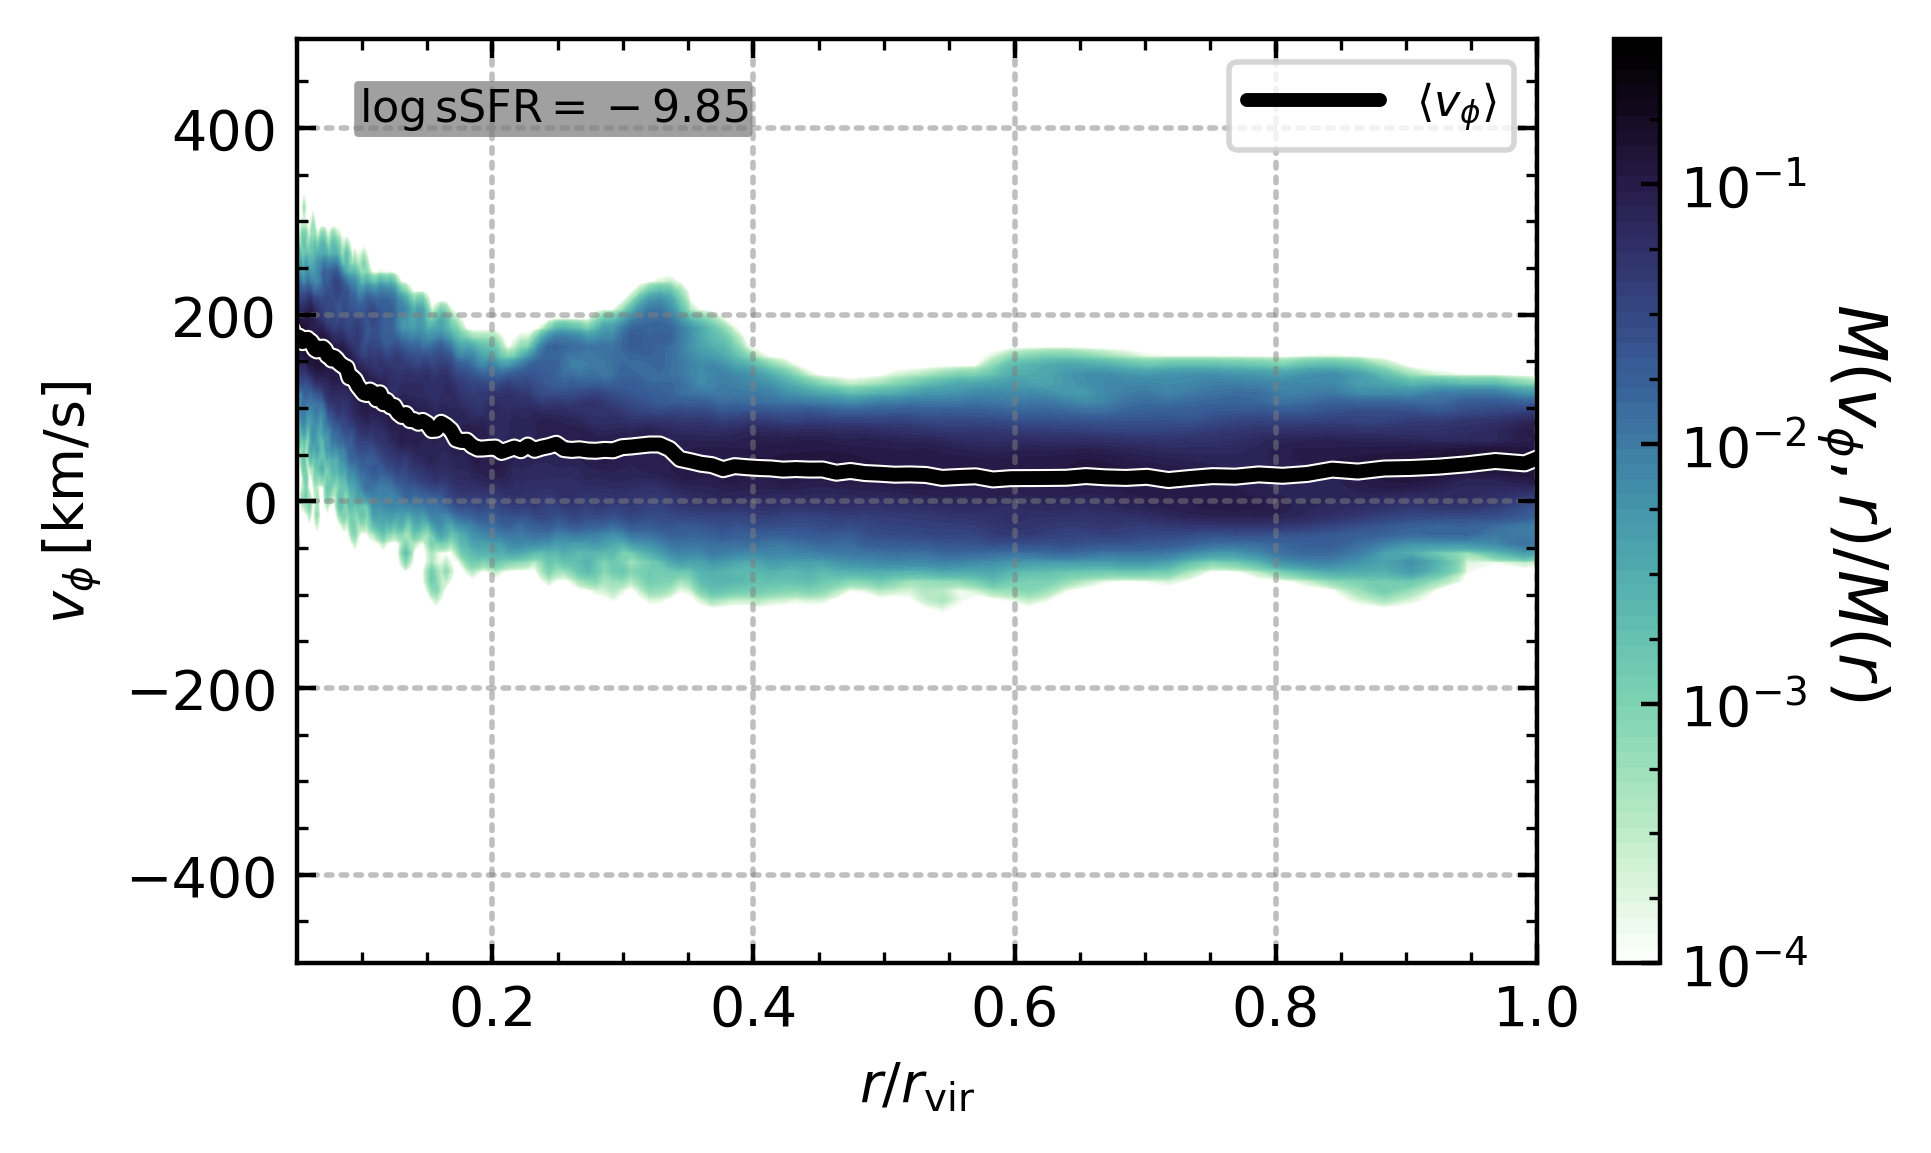 log sSFR = −9.85
⟨v_ϕ⟩
400
200
0
−200
−400
v_ϕ [km/s]
0.2 0.4 0.6 0.8 1.0
r/r_vir
10^−1
10^−2
10^−3
10^−4
M(v_ϕ, r)/M(r)